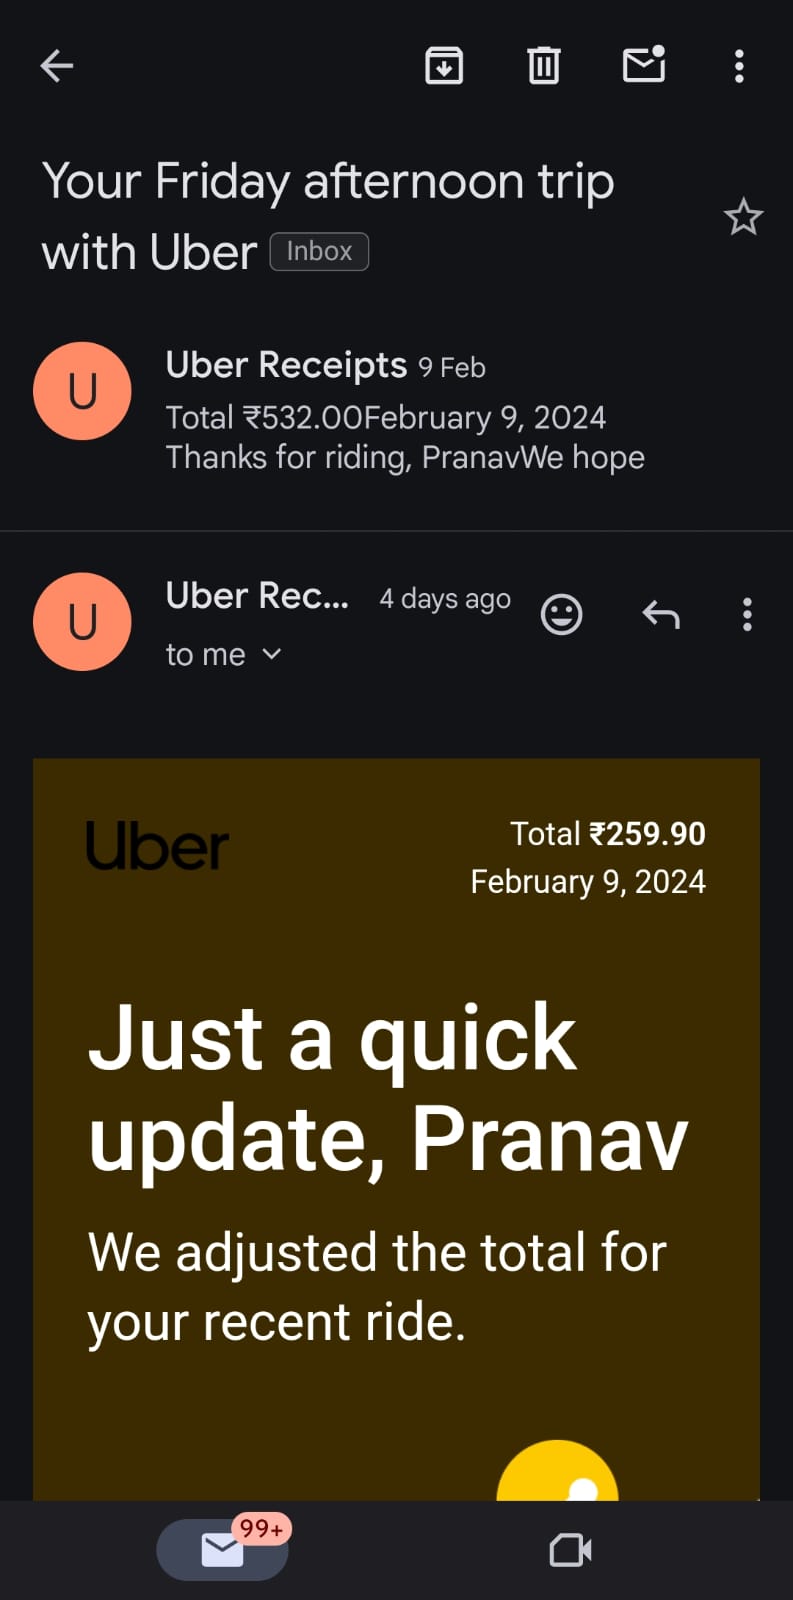 Your Friday afternoon trip
with Uber Inbox
U
Uber Receipts 9 Feb
Total ₹532.00February 9, 2024
Thanks for riding, PranavWe hope
U
Uber Rec... 4 days ago
to me
Uber
Total ₹259.90
February 9, 2024
Just a quick
update, Pranav
We adjusted the total for
your recent ride.
99+